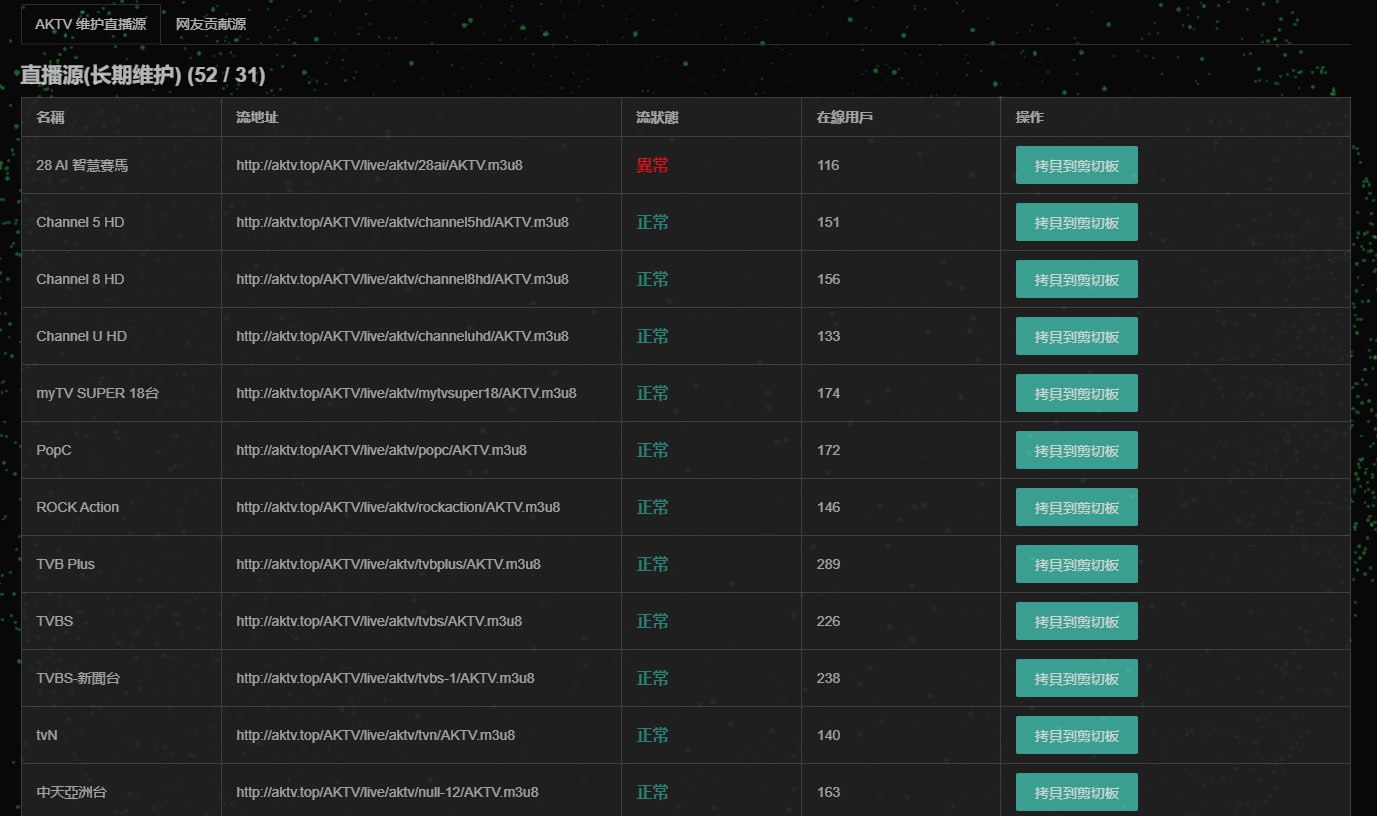 AKTV 维护直播源 网友贡献源
直播源(长期维护) (52 / 31)
名稱 流地址 流狀態 在線用戶 操作
28 AI 智慧賽馬 http://aktv.top/AKTV/live/aktv/28ai/AKTV.m3u8 異常 116 拷貝到剪切板
Channel 5 HD http://aktv.top/AKTV/live/aktv/channel5hd/AKTV.m3u8 正常 151 拷貝到剪切板
Channel 8 HD http://aktv.top/AKTV/live/aktv/channel8hd/AKTV.m3u8 正常 156 拷貝到剪切板
Channel U HD http://aktv.top/AKTV/live/aktv/channeluhd/AKTV.m3u8 正常 133 拷貝到剪切板
myTV SUPER 18台 http://aktv.top/AKTV/live/aktv/mytvsuper18/AKTV.m3u8 正常 174 拷貝到剪切板
PopC http://aktv.top/AKTV/live/aktv/popc/AKTV.m3u8 正常 172 拷貝到剪切板
ROCK Action http://aktv.top/AKTV/live/aktv/rockaction/AKTV.m3u8 正常 146 拷貝到剪切板
TVB Plus http://aktv.top/AKTV/live/aktv/tvbplus/AKTV.m3u8 正常 289 拷貝到剪切板
TVBS http://aktv.top/AKTV/live/aktv/tvbs/AKTV.m3u8 正常 226 拷貝到剪切板
TVBS-新聞台 http://aktv.top/AKTV/live/aktv/tvbs-1/AKTV.m3u8 正常 238 拷貝到剪切板
tvN http://aktv.top/AKTV/live/aktv/tvn/AKTV.m3u8 正常 140 拷貝到剪切板
中天亞洲台 http://aktv.top/AKTV/live/aktv/null-12/AKTV.m3u8 正常 163 拷貝到剪切板